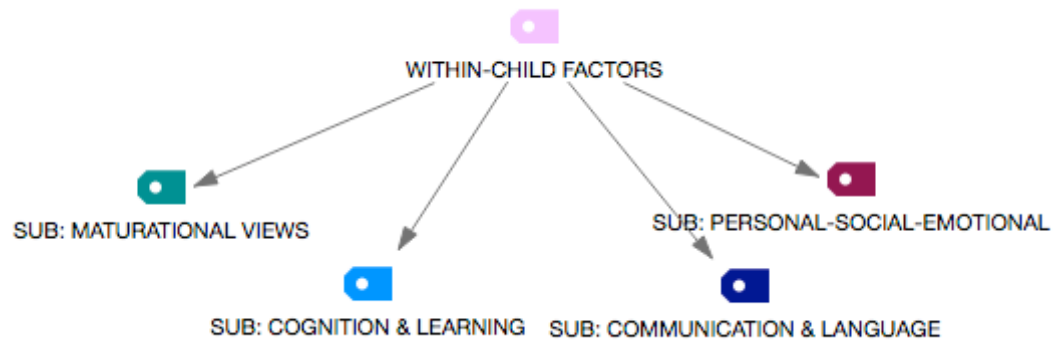 WITHIN-CHILD FACTORS
SUB: MATURATIONAL VIEWS
SUB: PERSONAL-SOCIAL-EMOTIONAL
SUB: COGNITION & LEARNING
SUB: COMMUNICATION & LANGUAGE